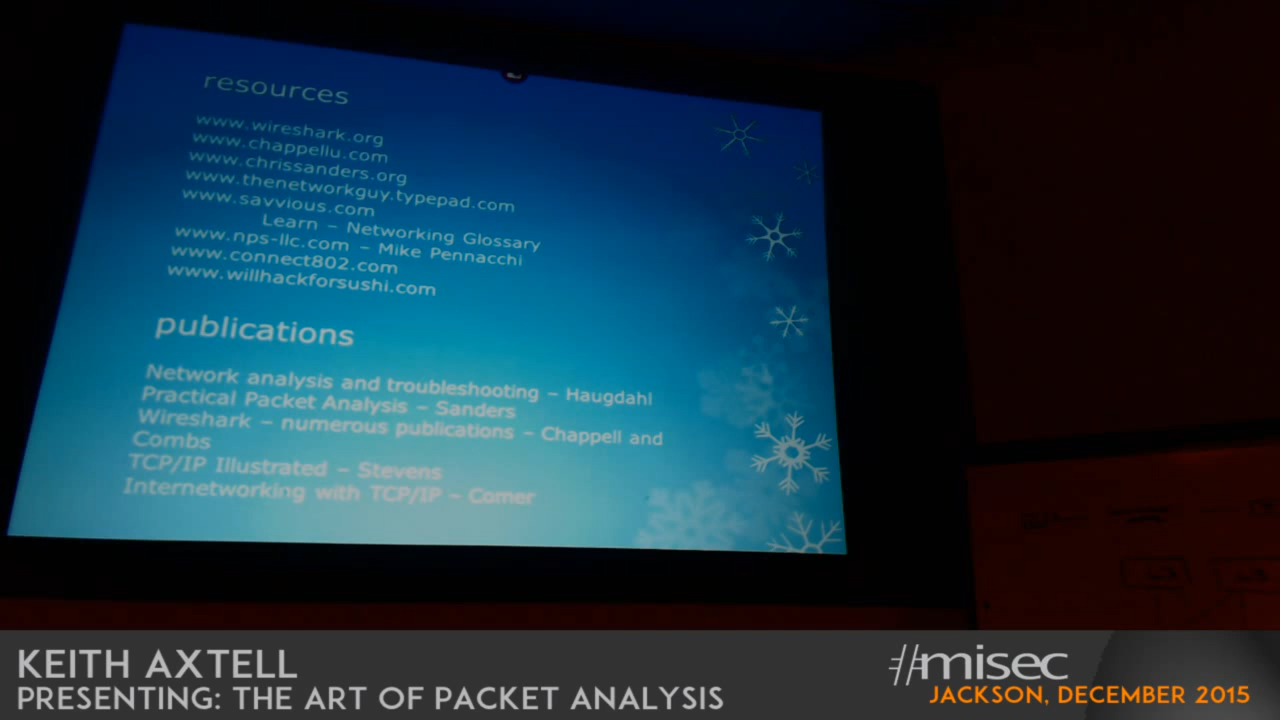 resources
www.wireshark.org
www.chappellu.com
www.chrissanders.org
www.thenetworkguy.typepad.com
www.savvious.com
Learn – Networking Glossary
www.nps-llc.com – Mike Pennacchi
www.connect802.com
www.willhackforsushi.com
publications
Network analysis and troubleshooting – Haugdahl
Practical Packet Analysis – Sanders
Wireshark – numerous publications – Chappell and
Combs
TCP/IP Illustrated – Stevens
Internetworking with TCP/IP – Comer
KEITH AXTELL
PRESENTING: THE ART OF PACKET ANALYSIS
#misec
JACKSON, DECEMBER 2015